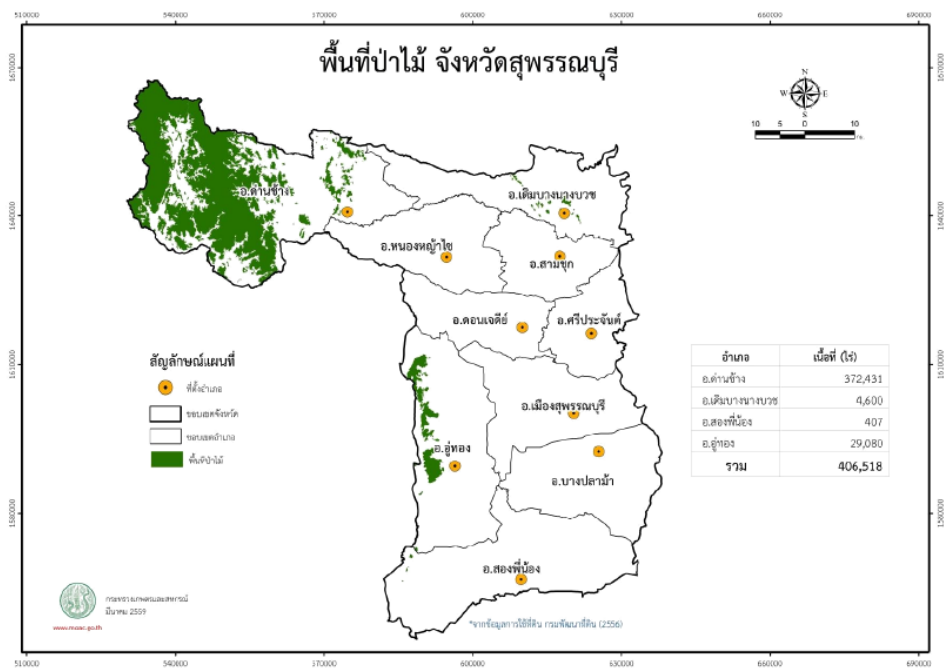 510000 540000 570000 600000 630000 660000 690000
พื้นที่ป่าไม้ จังหวัดสุพรรณบุรี
1670000 1670000
N
W E
S
10 5 0 10
อ.ด่านช้าง
อ.เดิมบางนางบวช
1640000 1640000
อ.หนองหญ้าไซ
อ.สามชุก
อ.ดอนเจดีย์
อ.ศรีประจันต์
1610000 1610000
สัญลักษณ์แผนที่
ที่ตั้งอำเภอ
ขอบเขตจังหวัด
ขอบเขตอำเภอ
พื้นที่ป่าไม้
อำเภอ เนื้อที่ (ไร่)
อ.ด่านช้าง 372,431
อ.เดิมบางนางบวช 4,600
อ.สองพี่น้อง 407
อ.อู่ทอง 29,080
รวม 406,518
อ.เมืองสุพรรณบุรี
อ.อู่ทอง
อ.บางปลาม้า
1580000 1580000
อ.สองพี่น้อง
กระทรวงเกษตรและสหกรณ์
มีนาคม 2559
www.moac.go.th
*จากข้อมูลการใช้ที่ดิน กรมพัฒนาที่ดิน (2556)
510000 540000 570000 600000 630000 660000 690000